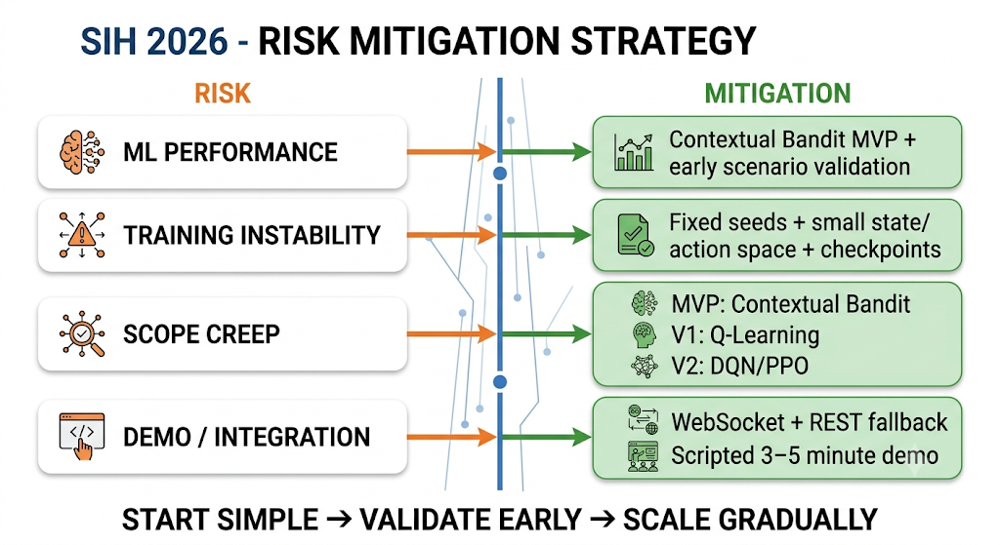 SIH 2026 - RISK MITIGATION STRATEGY
RISK
MITIGATION
ML PERFORMANCE
Contextual Bandit MVP +
early scenario validation
TRAINING INSTABILITY
Fixed seeds + small state/
action space + checkpoints
SCOPE CREEP
MVP: Contextual Bandit
V1: Q-Learning
V2: DQN/PPO
</>
DEMO / INTEGRATION
WebSocket + REST fallback
Scripted 3–5 minute demo
START SIMPLE → VALIDATE EARLY → SCALE GRADUALLY